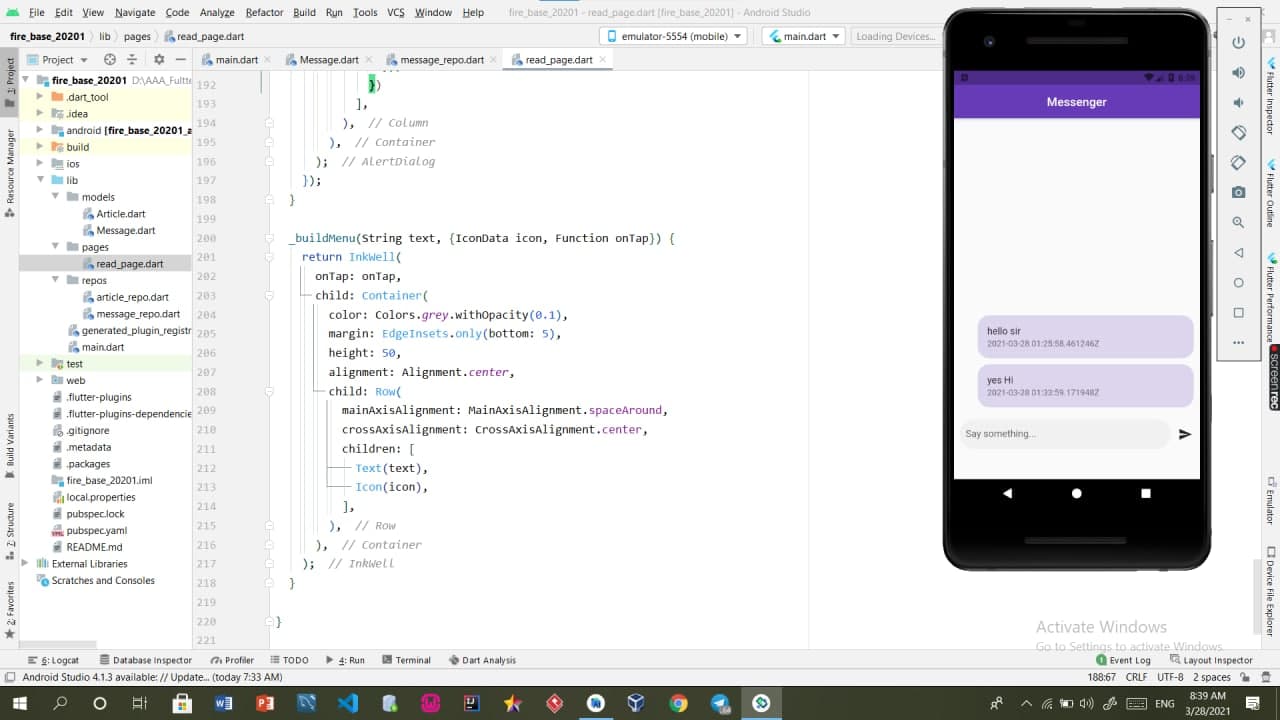 File Edit View Navigate Code Analyze Refactor Build Run Tools VCS Window Help fire_base_20201 - read_page.dart [fire_base_20201] - Android Studio
fire_base_20201 lib pages read_page.dart emulator-5554 (mobile) main.dart Loading Devices...
Project main.dart Message.dart message_repo.dart read_page.dart
fire_base_20201 D:\AAA_Flutte
.dart_tool
.idea
android [fire_base_20201_a
build
ios
lib
models
Article.dart
Message.dart
pages
read_page.dart
repos
article_repo.dart
message_repo.dart
generated_plugin_registr
main.dart
test
web
.flutter-plugins
.flutter-plugins-dependencie
.gitignore
.metadata
.packages
fire_base_20201.iml
local.properties
pubspec.lock
pubspec.yaml
README.md
External Libraries
Scratches and Consoles
1: Project
Resource Manager
Build Variants
7: Structure
2: Favorites
192 })
193 ],
194 ), // Column
195 ), // Container
196 ); // AlertDialog
197 });
198 }
199
200 _buildMenu(String text, {IconData icon, Function onTap}) {
201 return InkWell(
202 onTap: onTap,
203 child: Container(
204 color: Colors.grey.withOpacity(0.1),
205 margin: EdgeInsets.only(bottom: 5),
206 height: 50,
207 alignment: Alignment.center,
208 child: Row(
209 mainAxisAlignment: MainAxisAlignment.spaceAround,
210 crossAxisAlignment: CrossAxisAlignment.center,
211 children: [
212 Text(text),
213 Icon(icon),
214 ],
215 ), // Row
216 ), // Container
217 ); // InkWell
218 }
219
220 }
221
8:39
Messenger
hello sir
2021-03-28 01:25:58.461246Z
yes Hi
2021-03-28 01:33:59.171948Z
Say something...
Flutter Inspector
Flutter Outline
Flutter Performance
screenrec
Emulator
Device File Explorer
Activate Windows
Go to Settings to activate Windows.
6: Logcat Database Inspector Profiler TODO 4: Run Terminal Dart Analysis Event Log Layout Inspector
Android Studio 4.1.3 available: // Update... (today 7:33 AM) 188:67 CRLF UTF-8 2 spaces
ENG 8:39 AM
3/28/2021